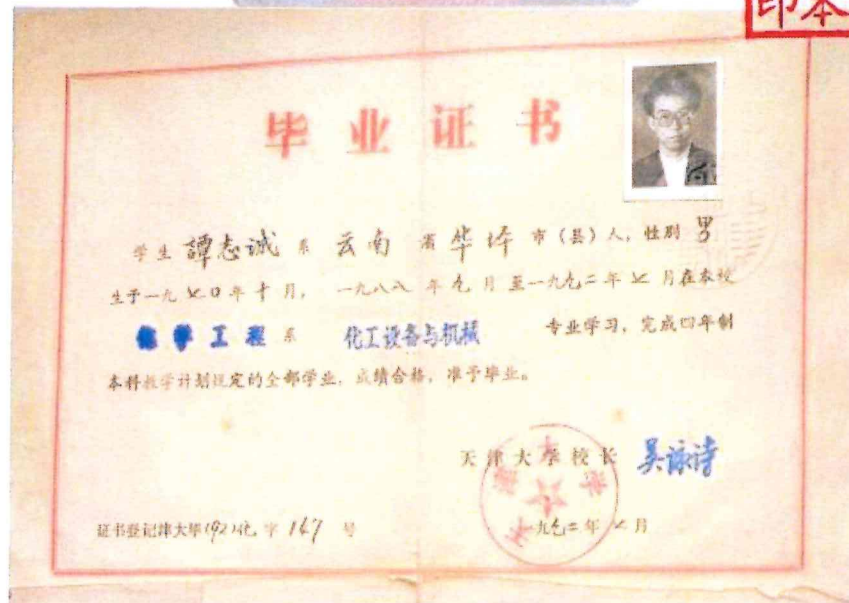 印本
毕业证书
学生 譚志诚 系 云南 省 华坪 市(县)人,性别 男
生于一九七0年十月, 一九八八年九月至一九九二年七月在本校
化学工程系 化工设备与机械 专业学习,完成四年制
本科教学计划规定的全部学业,成绩合格,准予毕业。
天津大学校长 吴咏诗
证书登记津大毕(92)化字167号
一九九二年七月